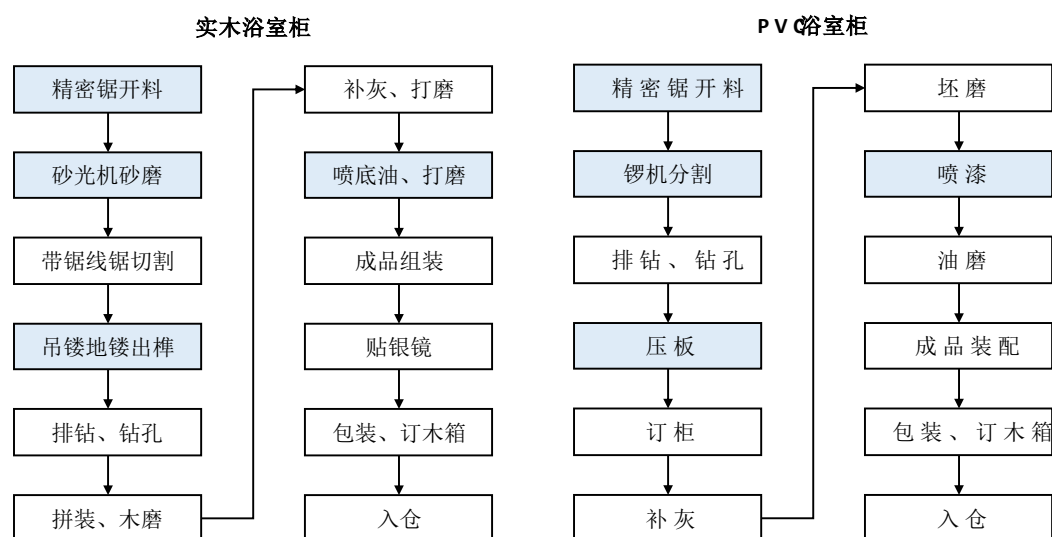 实木浴室柜
精密锯开料
砂光机砂磨
带锯线锯切割
吊镂地镂出榫
排钻、钻孔
拼装、木磨
补灰、打磨
喷底油、打磨
成品组装
贴银镜
包装、订木箱
入仓
PVC浴室柜
精密锯开料
锣机分割
排钻、钻孔
压板
订柜
补灰
坯磨
喷漆
油磨
成品装配
包装、订木箱
入仓